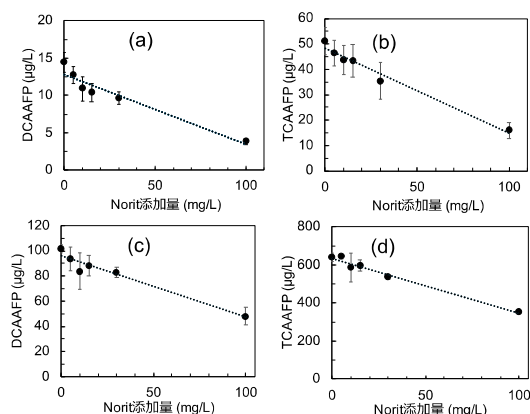 (a)
DCAAFP (µg/L)
20
15
10
5
0
0 50 100
Norit添加量 (mg/L)
(b)
TCAAFP (µg/L)
60
50
40
30
20
10
0
0 50 100
Norit添加量 (mg/L)
(c)
DCAAFP (µg/L)
120
100
80
60
40
20
0
0 50 100
Norit添加量 (mg/L)
(d)
TCAAFP (µg/L)
800
600
400
200
0
0 50 100
Norit添加量 (mg/L)